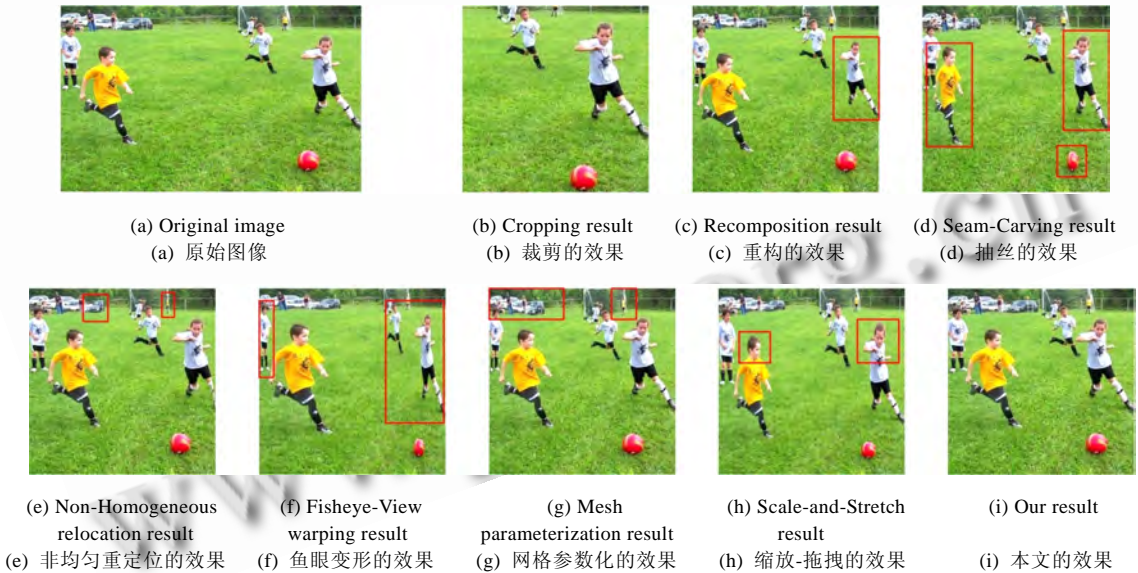 (a) Original image
(a) 原始图像
(b) Cropping result
(b) 裁剪的效果
(c) Recomposition result
(c) 重构的效果
(d) Seam-Carving result
(d) 抽丝的效果
(e) Non-Homogeneous
relocation result
(e) 非均匀重定位的效果
(f) Fisheye-View
warping result
(f) 鱼眼变形的效果
(g) Mesh
parameterization result
(g) 网格参数化的效果
(h) Scale-and-Stretch
result
(h) 缩放-拖拽的效果
(i) Our result
(i) 本文的效果